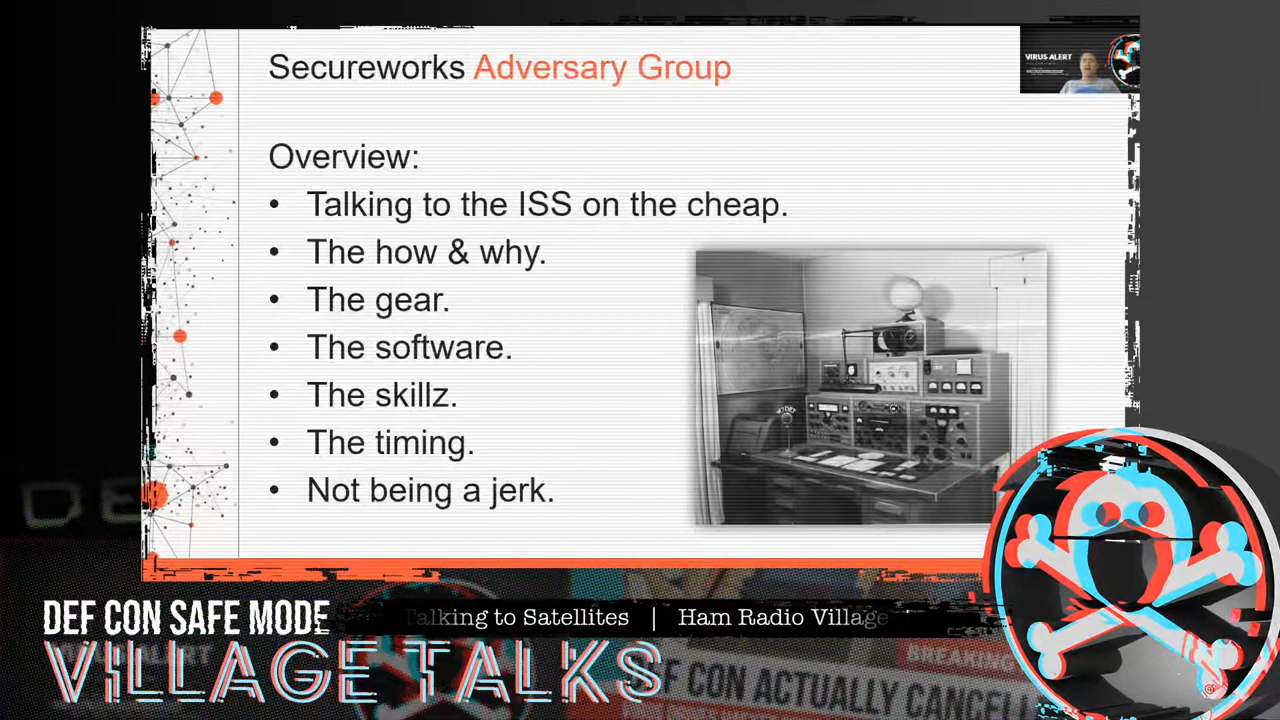 Secureworks Adversary Group
VIRUS ALERT
Overview:
• Talking to the ISS on the cheap.
• The how & why.
• The gear.
• The software.
• The skillz.
• The timing.
• Not being a jerk.
DEF CON SAFE MODE
Talking to Satellites | Ham Radio Village
VILLAGE TALKS
BREAKING
DEF CON ACTUALLY CANCELL